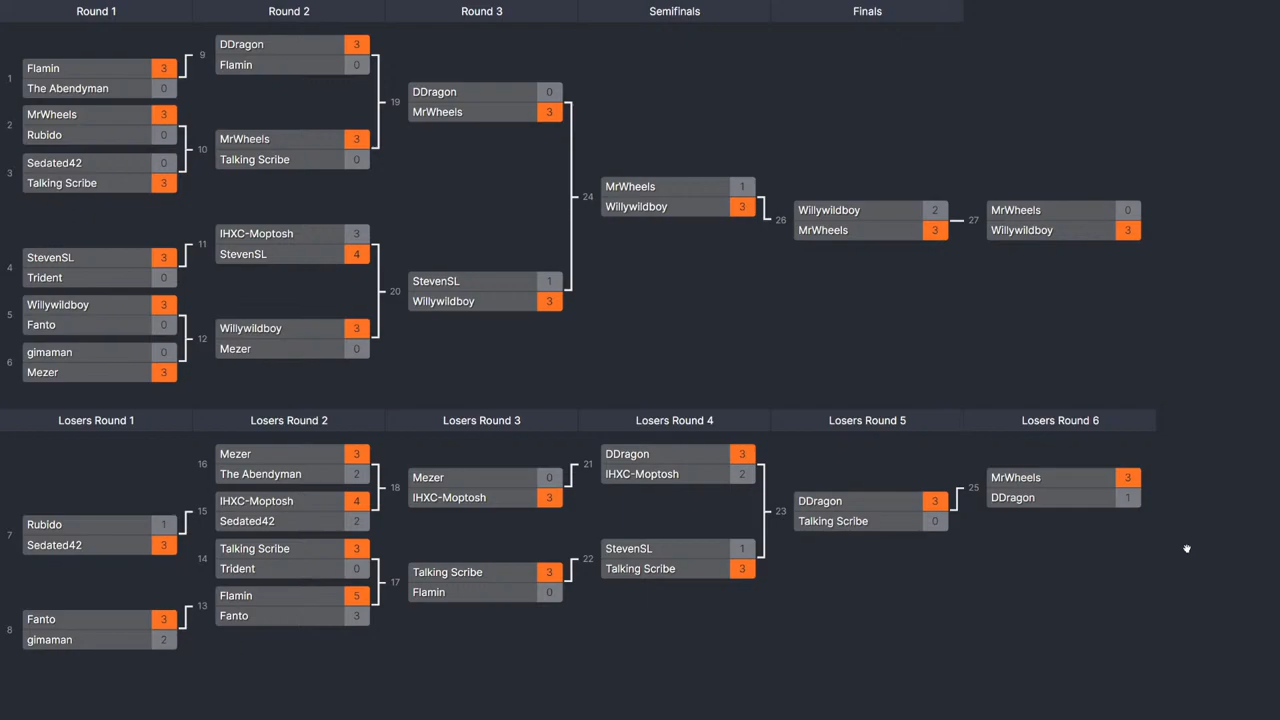 Round 1
Round 2
Round 3
Semifinals
Finals
1
Flamin 3
The Abendyman 0
2
MrWheels 3
Rubido 0
3
Sedated42 0
Talking Scribe 3
4
StevenSL 3
Trident 0
5
Willywildboy 3
Fanto 0
6
gimaman 0
Mezer 3
9
DDragon 3
Flamin 0
10
MrWheels 3
Talking Scribe 0
11
IHXC-Moptosh 3
StevenSL 4
12
Willywildboy 3
Mezer 0
19
DDragon 0
MrWheels 3
20
StevenSL 1
Willywildboy 3
24
MrWheels 1
Willywildboy 3
26
Willywildboy 2
MrWheels 3
27
MrWheels 0
Willywildboy 3
Losers Round 1
Losers Round 2
Losers Round 3
Losers Round 4
Losers Round 5
Losers Round 6
7
Rubido 1
Sedated42 3
8
Fanto 3
gimaman 2
16
Mezer 3
The Abendyman 2
15
IHXC-Moptosh 4
Sedated42 2
14
Talking Scribe 3
Trident 0
13
Flamin 5
Fanto 3
18
Mezer 0
IHXC-Moptosh 3
17
Talking Scribe 3
Flamin 0
21
DDragon 3
IHXC-Moptosh 2
22
StevenSL 1
Talking Scribe 3
23
DDragon 3
Talking Scribe 0
25
MrWheels 3
DDragon 1